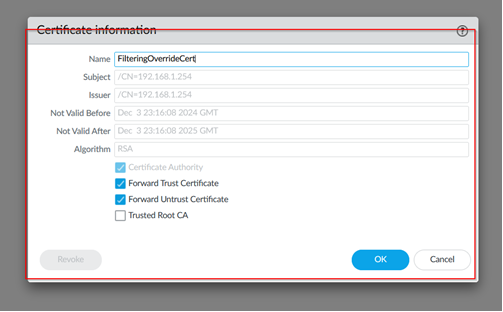 Certificate information
?
Name FilteringOverrideCert
Subject /CN=192.168.1.254
Issuer /CN=192.168.1.254
Not Valid Before Dec 3 23:16:08 2024 GMT
Not Valid After Dec 3 23:16:08 2025 GMT
Algorithm RSA
Certificate Authority
Forward Trust Certificate
Forward Untrust Certificate
Trusted Root CA
Revoke OK Cancel